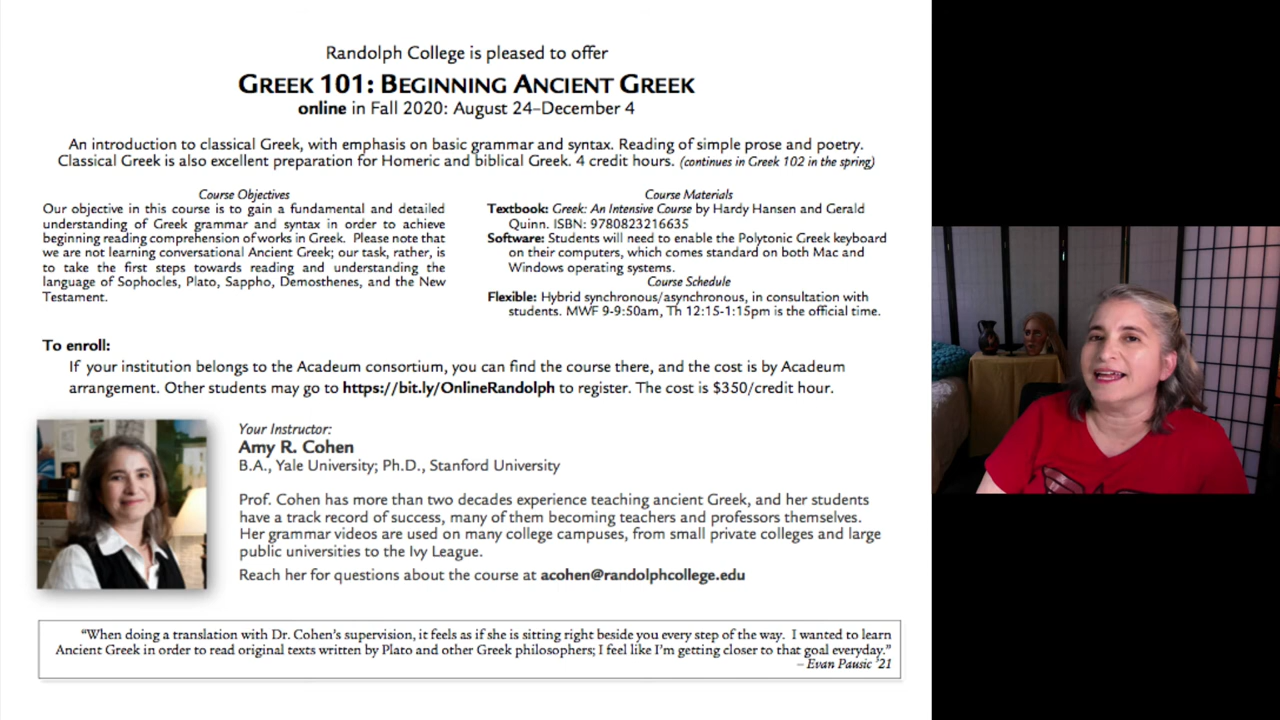 Randolph College is pleased to offer
GREEK 101: BEGINNING ANCIENT GREEK
online in Fall 2020: August 24–December 4
An introduction to classical Greek, with emphasis on basic grammar and syntax. Reading of simple prose and poetry.
Classical Greek is also excellent preparation for Homeric and biblical Greek. 4 credit hours. (continues in Greek 102 in the spring)
Course Objectives
Our objective in this course is to gain a fundamental and detailed
understanding of Greek grammar and syntax in order to achieve
beginning reading comprehension of works in Greek. Please note that
we are not learning conversational Ancient Greek; our task, rather, is
to take the first steps towards reading and understanding the
language of Sophocles, Plato, Sappho, Demosthenes, and the New
Testament.
Course Materials
Textbook: Greek: An Intensive Course by Hardy Hansen and Gerald
Quinn. ISBN: 9780823216635
Software: Students will need to enable the Polytonic Greek keyboard
on their computers, which comes standard on both Mac and
Windows operating systems.
Course Schedule
Flexible: Hybrid synchronous/asynchronous, in consultation with
students. MWF 9-9:50am, Th 12:15-1:15pm is the official time.
To enroll:
If your institution belongs to the Acadeum consortium, you can find the course there, and the cost is by Acadeum
arrangement. Other students may go to https://bit.ly/OnlineRandolph to register. The cost is $350/credit hour.
Your Instructor:
Amy R. Cohen
B.A., Yale University; Ph.D., Stanford University
Prof. Cohen has more than two decades experience teaching ancient Greek, and her students
have a track record of success, many of them becoming teachers and professors themselves.
Her grammar videos are used on many college campuses, from small private colleges and large
public universities to the Ivy League.
Reach her for questions about the course at acohen@randolphcollege.edu
“When doing a translation with Dr. Cohen’s supervision, it feels as if she is sitting right beside you every step of the way. I wanted to learn
Ancient Greek in order to read original texts written by Plato and other Greek philosophers; I feel like I’m getting closer to that goal everyday.”
– Evan Pausic ’21